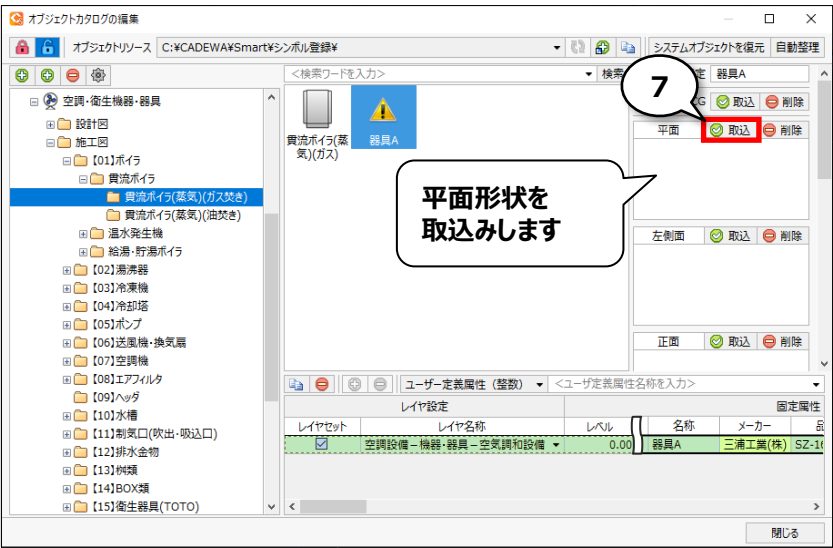 オブジェクトカタログの編集
オブジェクトリソース C:¥CADEWA¥Smart¥シンボル登録¥
システムオブジェクトを復元 自動整理
<検索ワードを入力> 検索
定 器具A
7
CG 取込 削除
空調・衛生機器・器具
設計図
施工図
【01】ボイラ
貫流ボイラ
貫流ボイラ(蒸気)(ガス焚き)
貫流ボイラ(蒸気)(油焚き)
温水発生機
給湯・貯湯ボイラ
【02】湯沸器
【03】冷凍機
【04】冷却塔
【05】ポンプ
【06】送風機・換気扇
【07】空調機
【08】エアフィルタ
【09】ヘッダ
【10】水槽
【11】制気口(吹出・吸込口)
【12】排水金物
【13】桝類
【14】BOX類
【15】衛生器具(TOTO)
貫流ボイラ(蒸
気)(ガス)
器具A
平面 取込 削除
平面形状を
取込みします
左側面 取込 削除
正面 取込 削除
ユーザー定義属性（整数） <ユーザ定義属性名称を入力>
レイヤ設定 固定属性
レイヤセット レイヤ名称 レベル 名称 メーカー
空調設備－機器・器具－空気調和設備 0.00 器具A 三浦工業(株) SZ-16
閉じる